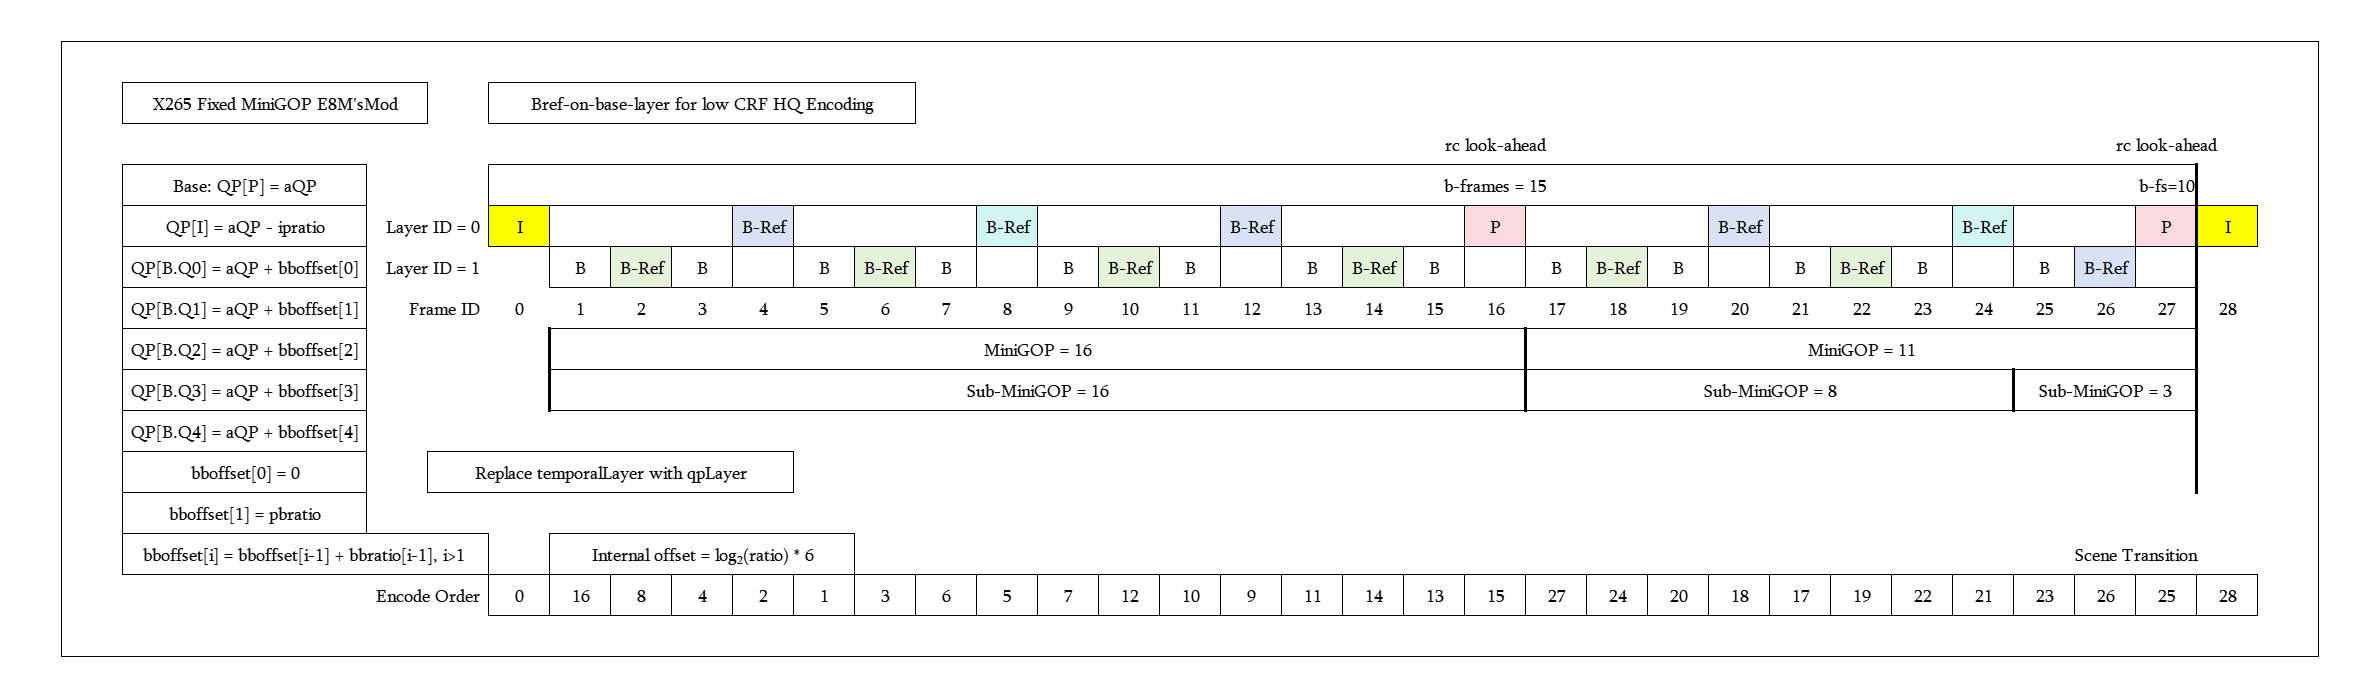 X265 Fixed MiniGOP E8M'sMod
Bref-on-base-layer for low CRF HQ Encoding
rc look-ahead rc look-ahead
Base: QP[P] = aQP b-frames = 15 b-fs=10
QP[I] = aQP - ipratio Layer ID = 0 I B-Ref B-Ref B-Ref P B-Ref B-Ref P I
QP[B.Q0] = aQP + bboffset[0] Layer ID = 1 B B-Ref B B B-Ref B B B-Ref B B B-Ref B B B-Ref B B B-Ref B B B-Ref
QP[B.Q1] = aQP + bboffset[1] Frame ID 0 1 2 3 4 5 6 7 8 9 10 11 12 13 14 15 16 17 18 19 20 21 22 23 24 25 26 27 28
QP[B.Q2] = aQP + bboffset[2] MiniGOP = 16 MiniGOP = 11
QP[B.Q3] = aQP + bboffset[3] Sub-MiniGOP = 16 Sub-MiniGOP = 8 Sub-MiniGOP = 3
QP[B.Q4] = aQP + bboffset[4]
bboffset[0] = 0 Replace temporalLayer with qpLayer
bboffset[1] = pbratio
bboffset[i] = bboffset[i-1] + bbratio[i-1], i>1 Internal offset = log₂(ratio) * 6 Scene Transition
Encode Order 0 16 8 4 2 1 3 6 5 7 12 10 9 11 14 13 15 27 24 20 18 17 19 22 21 23 26 25 28